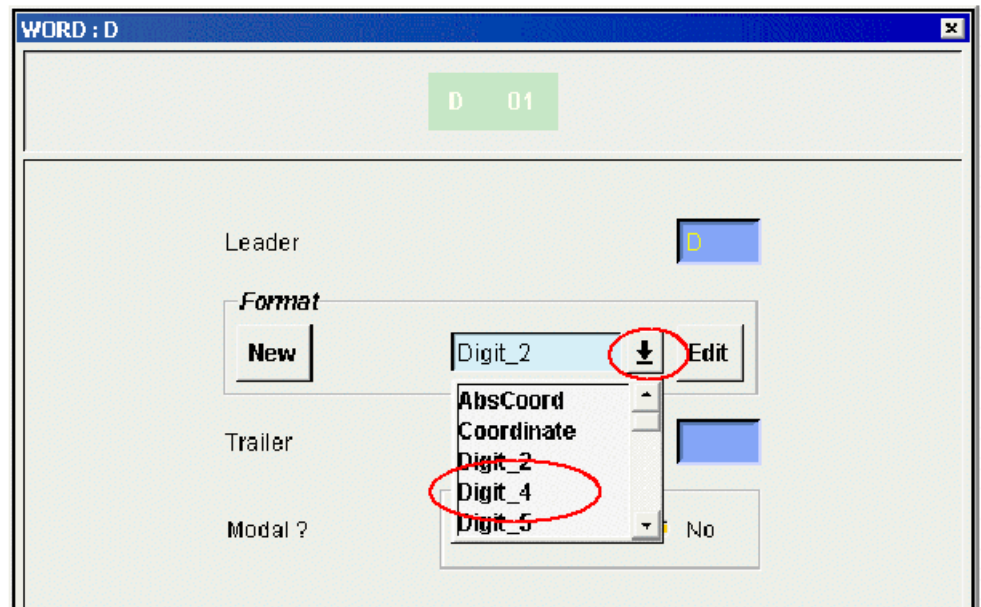 WORD : D
D 01
Leader D
Format
New Digit_2 Edit
AbsCoord
Coordinate
Digit_2
Digit_4
Digit_5
Trailer
Modal ? No